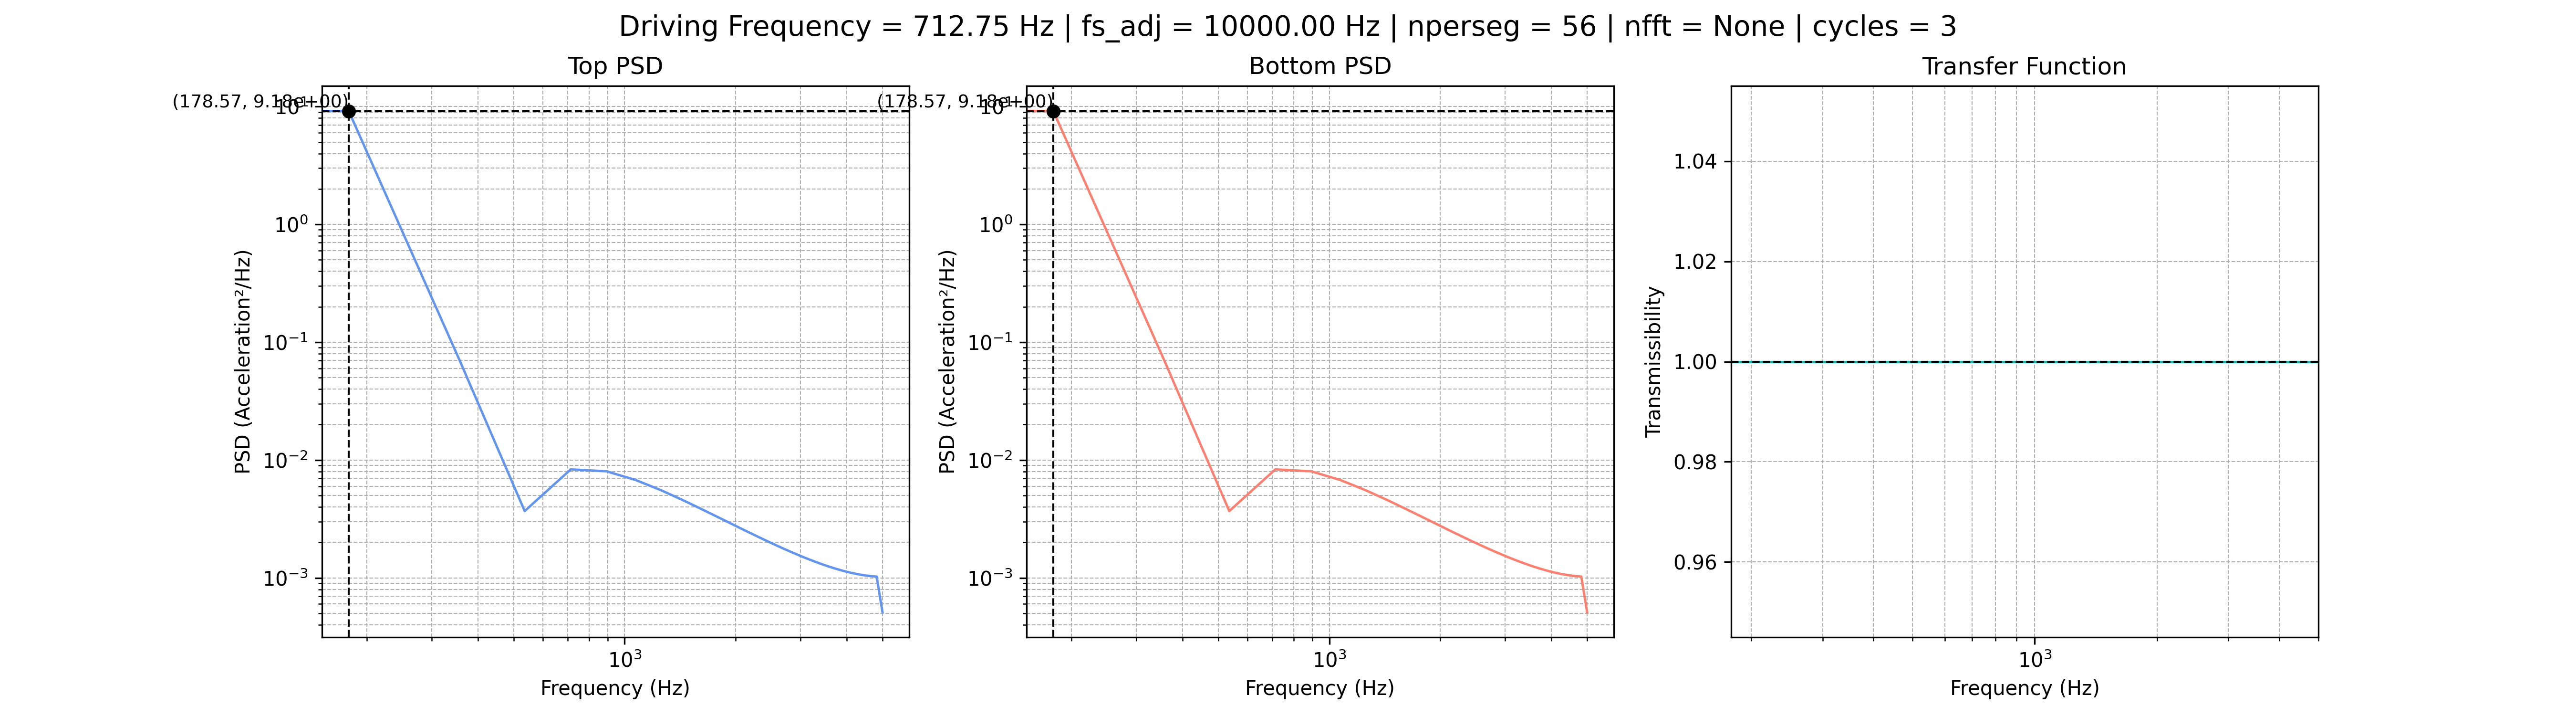 Driving Frequency = 712.75 Hz | fs_adj = 10000.00 Hz | nperseg = 56 | nfft = None | cycles = 3
Top PSD
(178.57, 9.18e+00)
10¹
10⁰
10⁻¹
10⁻²
10⁻³
PSD (Acceleration²/Hz)
10³
Frequency (Hz)
Bottom PSD
(178.57, 9.18e+00)
10¹
10⁰
10⁻¹
10⁻²
10⁻³
PSD (Acceleration²/Hz)
10³
Frequency (Hz)
Transfer Function
1.04
1.02
1.00
0.98
0.96
Transmissibility
10³
Frequency (Hz)